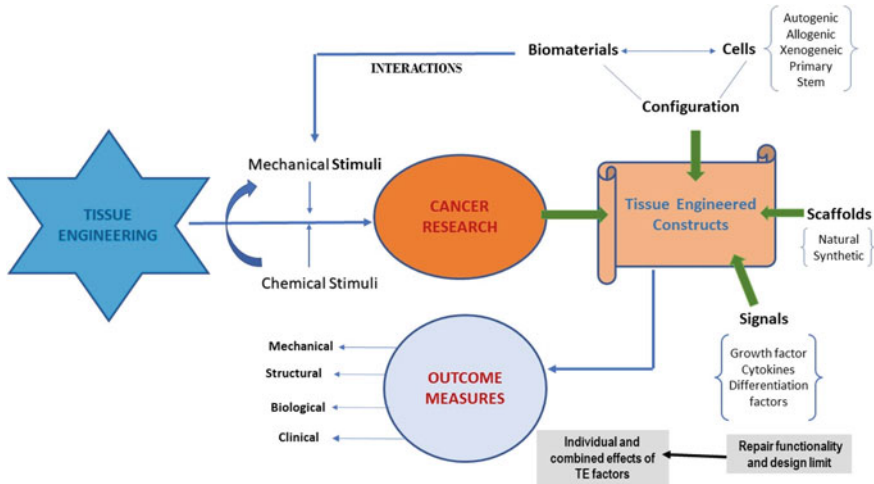 Biomaterials
Cells
Autogenic
Allogenic
Xenogeneic
Primary
Stem
INTERACTIONS
Configuration
Mechanical Stimuli
TISSUE
ENGINEERING
CANCER
RESEARCH
Tissue Engineered
Constructs
Scaffolds
Natural
Synthetic
Chemical Stimuli
Signals
Growth factor
Cytokines
Differentiation
factors
Mechanical
Structural
Biological
Clinical
OUTCOME
MEASURES
Individual and
combined effects of
TE factors
Repair functionality
and design limit